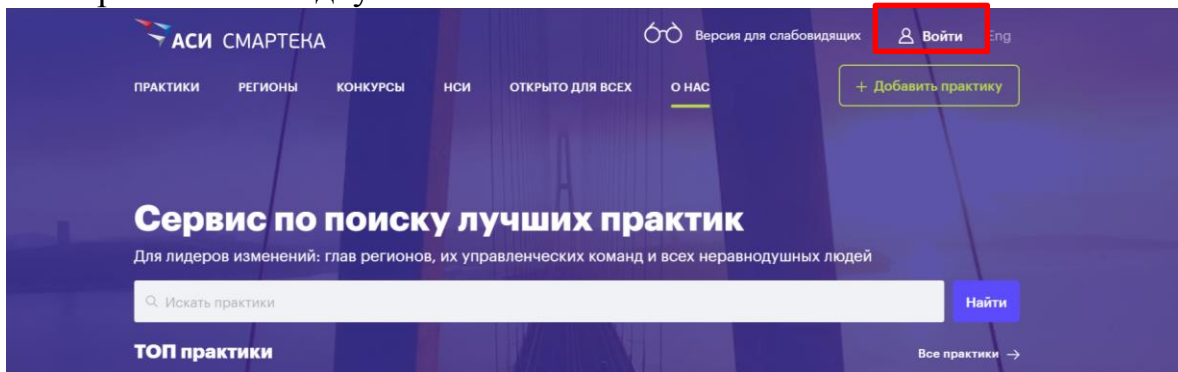 АСИ СМАРТЕКА
Версия для слабовидящих
Войти
Eng
ПРАКТИКИ РЕГИОНЫ КОНКУРСЫ НСИ ОТКРЫТО ДЛЯ ВСЕХ О НАС
+ Добавить практику
Сервис по поиску лучших практик
Для лидеров изменений: глав регионов, их управленческих команд и всех неравнодушных людей
Искать практики
Найти
ТОП практики
Все практики →